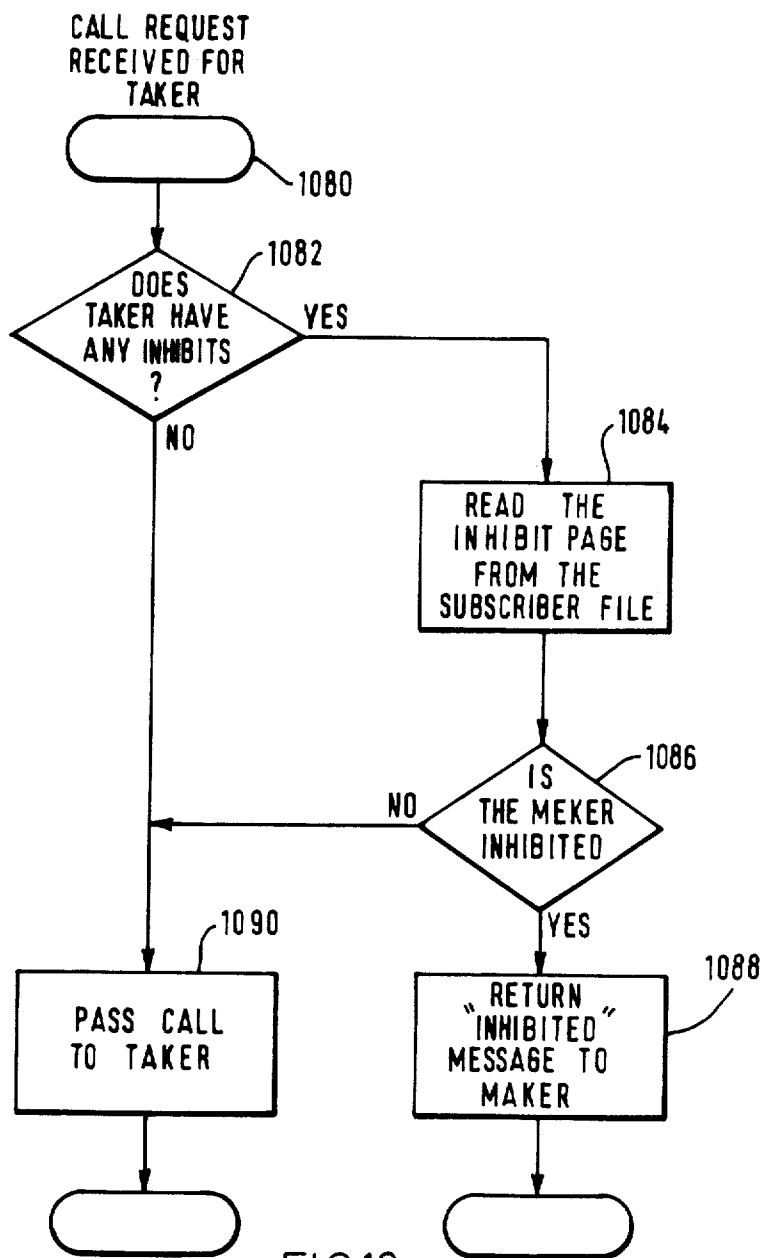 CALL REQUEST
RECEIVED FOR
TAKER
1080
1082
DOES
TAKER HAVE
ANY INHIBITS
?
YES
NO
1084
READ THE
INHIBIT PAGE
FROM THE
SUBSCRIBER FILE
1086
IS
THE MEKER
INHIBITED
NO
YES
1090
PASS CALL
TO TAKER
1088
RETURN
"INHIBITED"
MESSAGE TO
MAKER